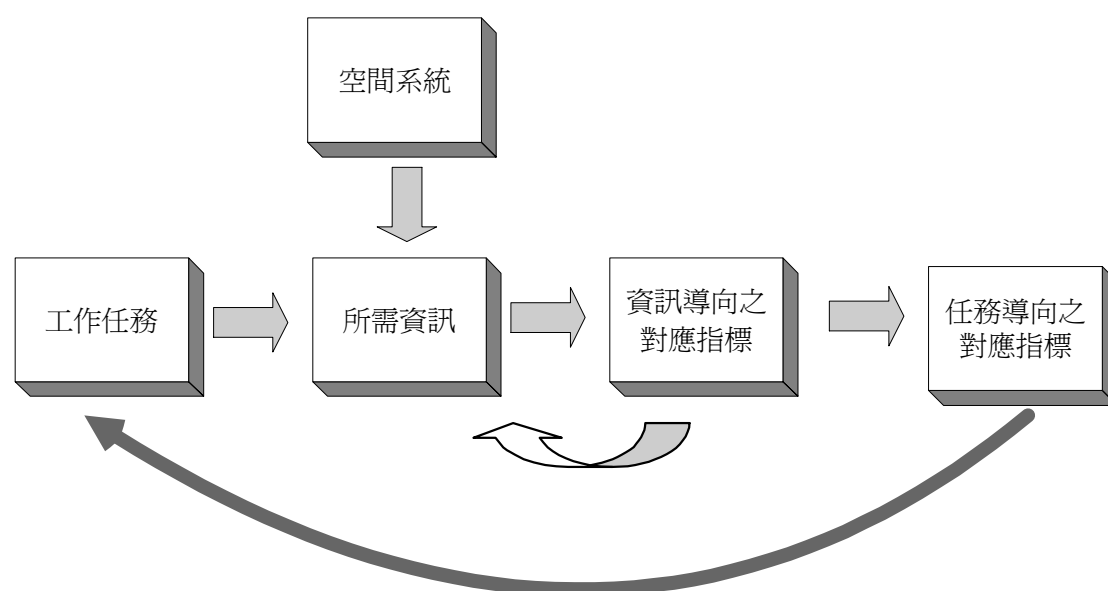 空間系統
工作任務
所需資訊
資訊導向之
對應指標
任務導向之
對應指標